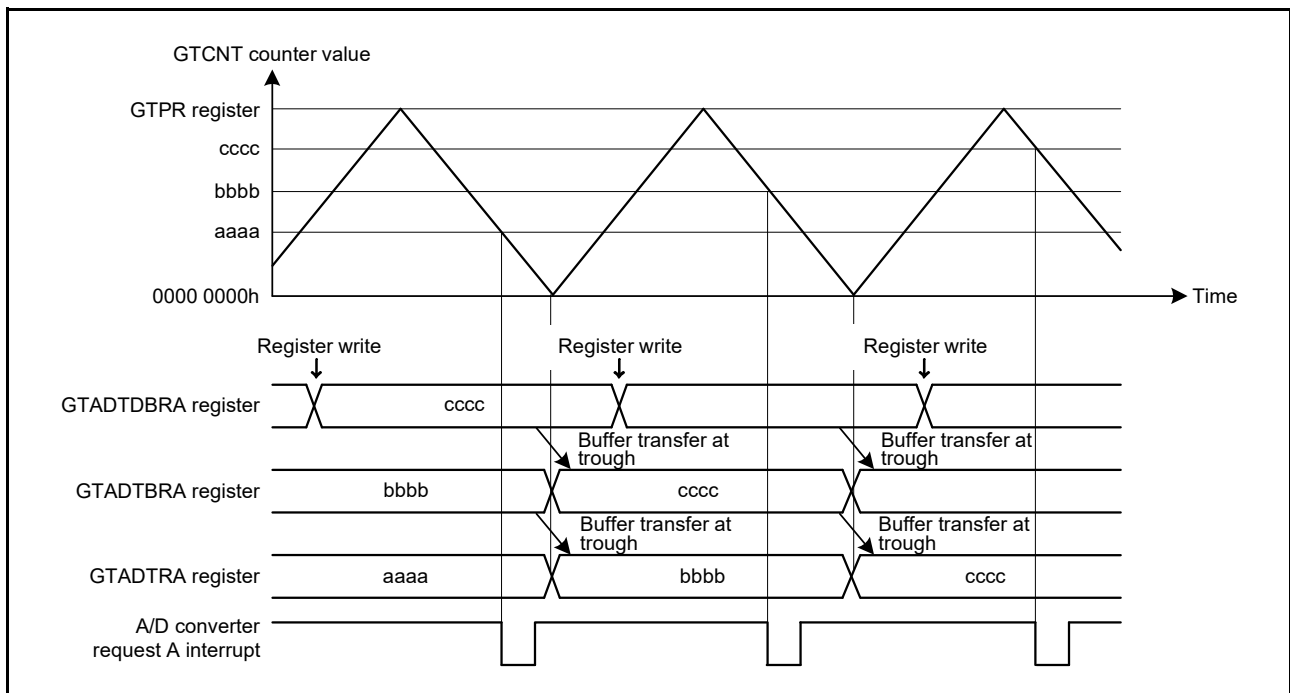 GTCNT counter value
GTPR register
cccc
bbbb
aaaa
0000 0000h
Time
Register write
Register write
Register write
GTADTDBRA register
cccc
Buffer transfer at
trough
Buffer transfer at
trough
GTADTBRA register
bbbb
cccc
Buffer transfer at
trough
Buffer transfer at
trough
GTADTRA register
aaaa
bbbb
cccc
A/D converter
request A interrupt